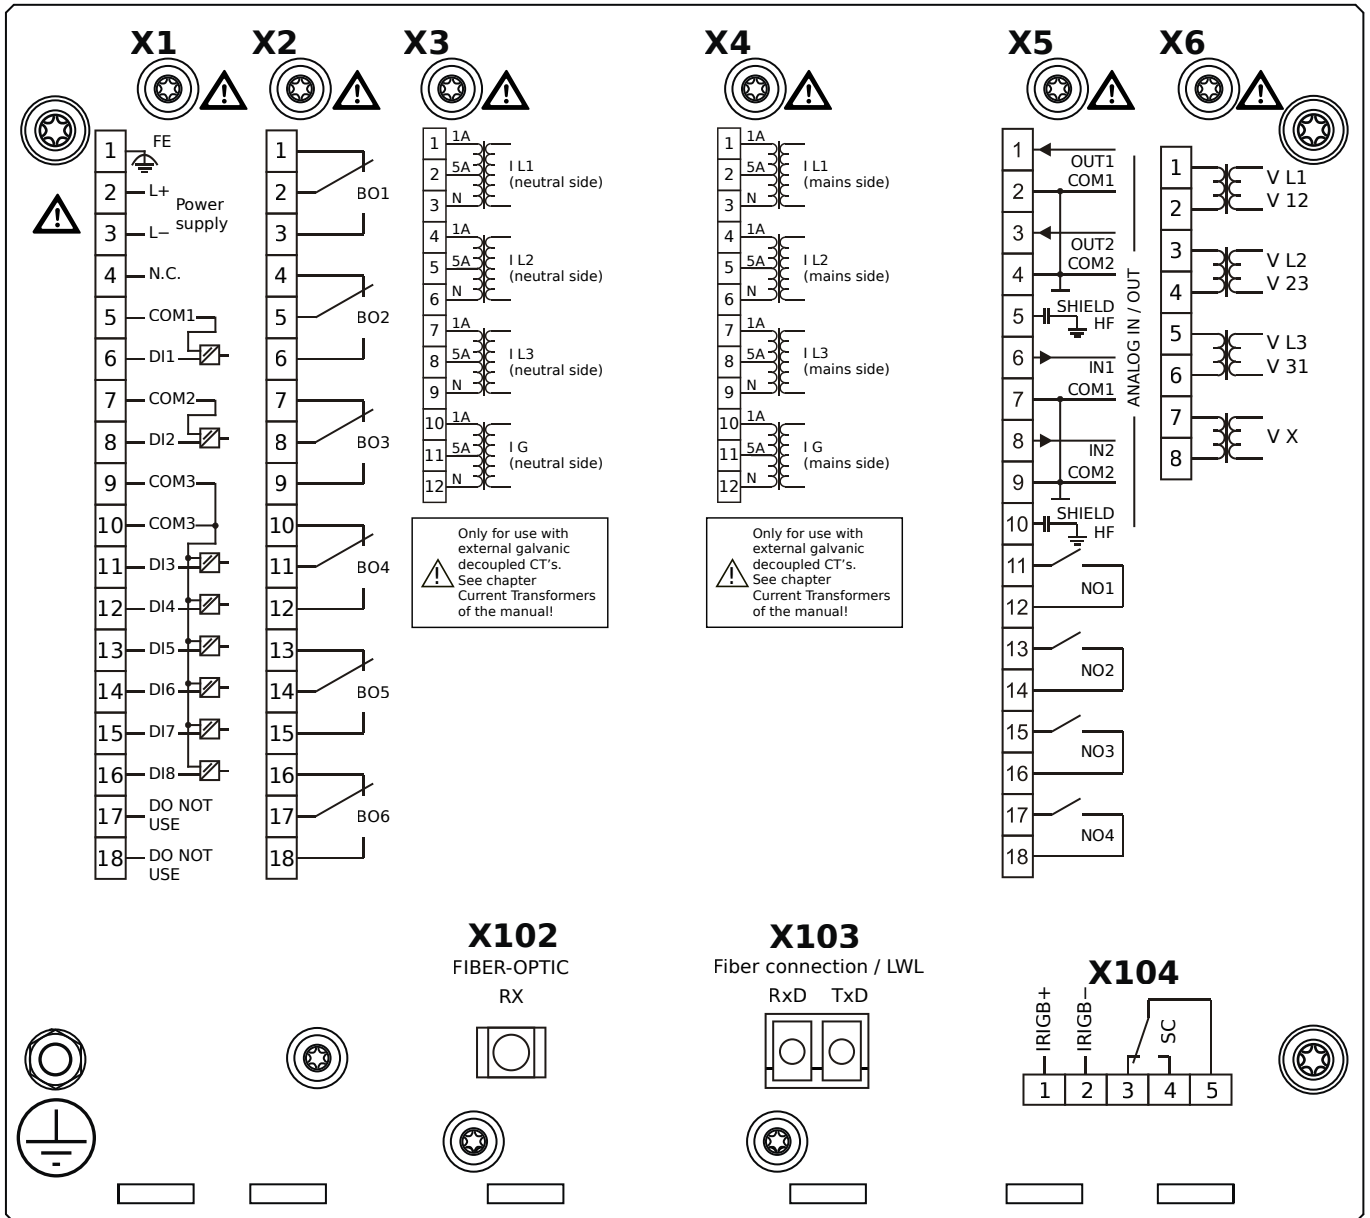 X1
X2
X3
X4
X5
X6
1 FE
2 L+
Power
supply
3 L−
4 N.C.
5 COM1
6 DI1
7 COM2
8 DI2
9 COM3
10 COM3
11 DI3
12 DI4
13 DI5
14 DI6
15 DI7
16 DI8
17 DO NOT
USE
18 DO NOT
USE
1
2 BO1
3
4
5 BO2
6
7
8 BO3
9
10
11 BO4
12
13
14 BO5
15
16
17 BO6
18
1 1A
2 5A
3 N
I L1
(neutral side)
4 1A
5 5A
6 N
I L2
(neutral side)
7 1A
8 5A
9 N
I L3
(neutral side)
10 1A
11 5A
12 N
I G
(neutral side)
Only for use with
external galvanic
decoupled CT's.
See chapter
Current Transformers
of the manual!
1 1A
2 5A
3 N
I L1
(mains side)
4 1A
5 5A
6 N
I L2
(mains side)
7 1A
8 5A
9 N
I L3
(mains side)
10 1A
11 5A
12 N
I G
(mains side)
Only for use with
external galvanic
decoupled CT's.
See chapter
Current Transformers
of the manual!
1
OUT1
2 COM1
3
OUT2
4 COM2
5 SHIELD
HF
6
IN1
7 COM1
8
IN2
9 COM2
10 SHIELD
HF
ANALOG IN / OUT
11
NO1
12
13
NO2
14
15
NO3
16
17
NO4
18
1 V L1
2 V 12
3 V L2
4 V 23
5 V L3
6 V 31
7
V X
8
X102
FIBER-OPTIC
RX
X103
Fiber connection / LWL
RxD TxD
X104
IRIGB+
IRIGB−
SC
1 2 3 4 5